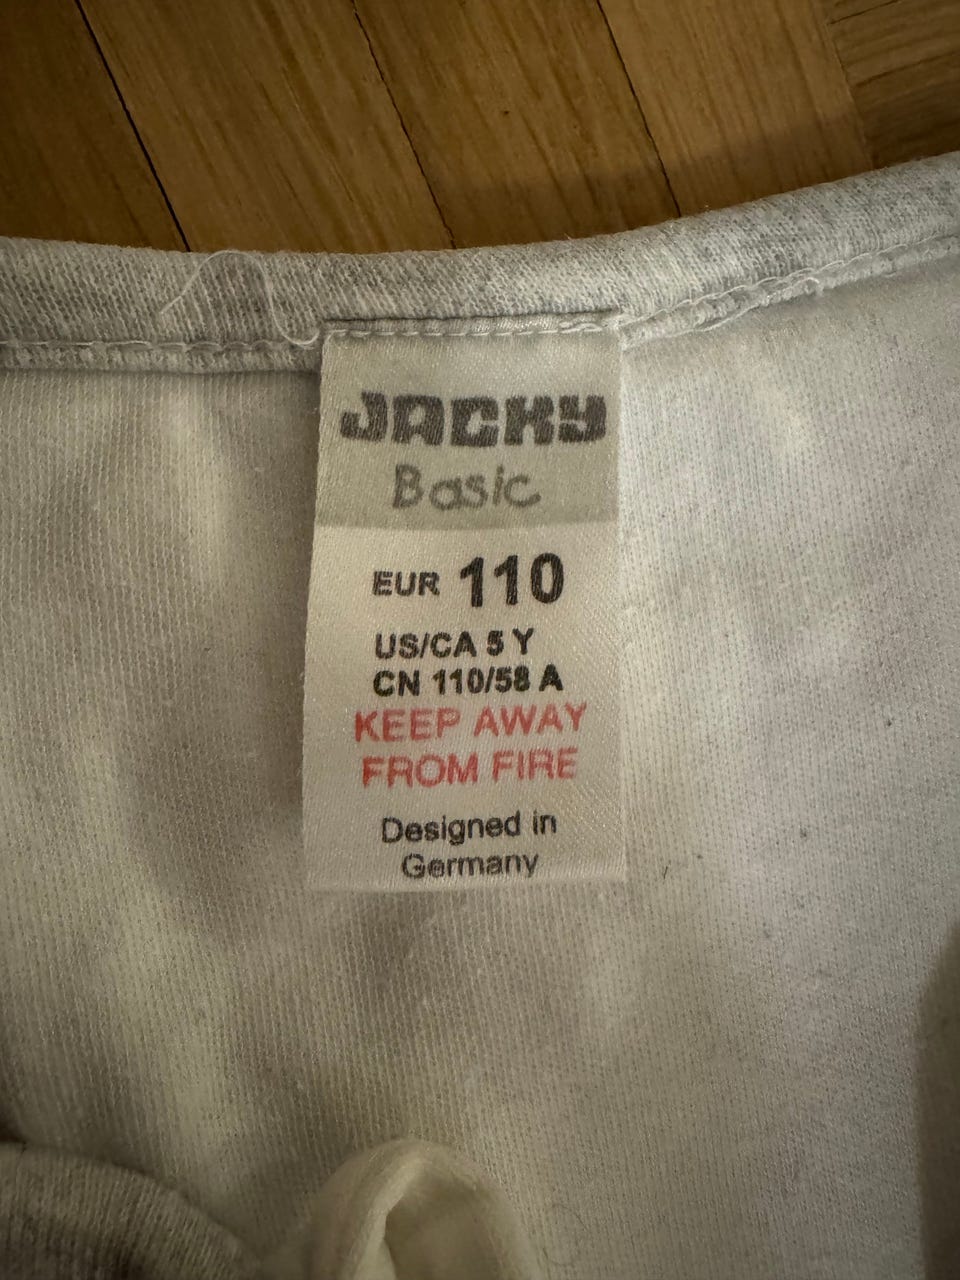 JACKY
Basic
EUR 110
US/CA 5 Y
CN 110/58 A
KEEP AWAY
FROM FIRE
Designed in
Germany